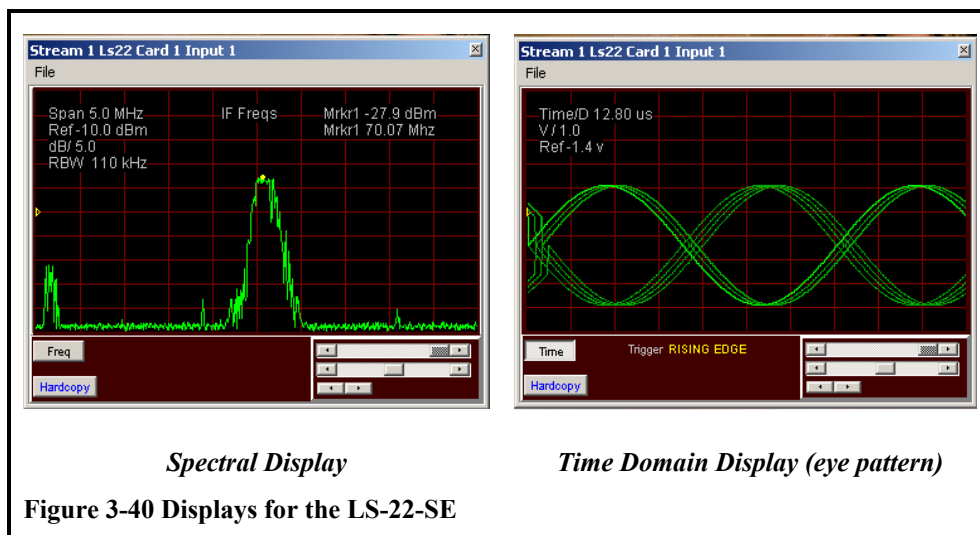 Stream 1 Ls22 Card 1 Input 1
File
Span 5.0 MHz
Ref -10.0 dBm
dB/ 5.0
RBW 110 kHz
IF Freqs
Mrkr1 -27.9 dBm
Mrkr1 70.07 Mhz
Freq
Hardcopy
Stream 1 Ls22 Card 1 Input 1
File
Time/D 12.80 us
V / 1.0
Ref -1.4 v
Time
Trigger RISING EDGE
Hardcopy
Spectral Display
Time Domain Display (eye pattern)
Figure 3-40 Displays for the LS-22-SE